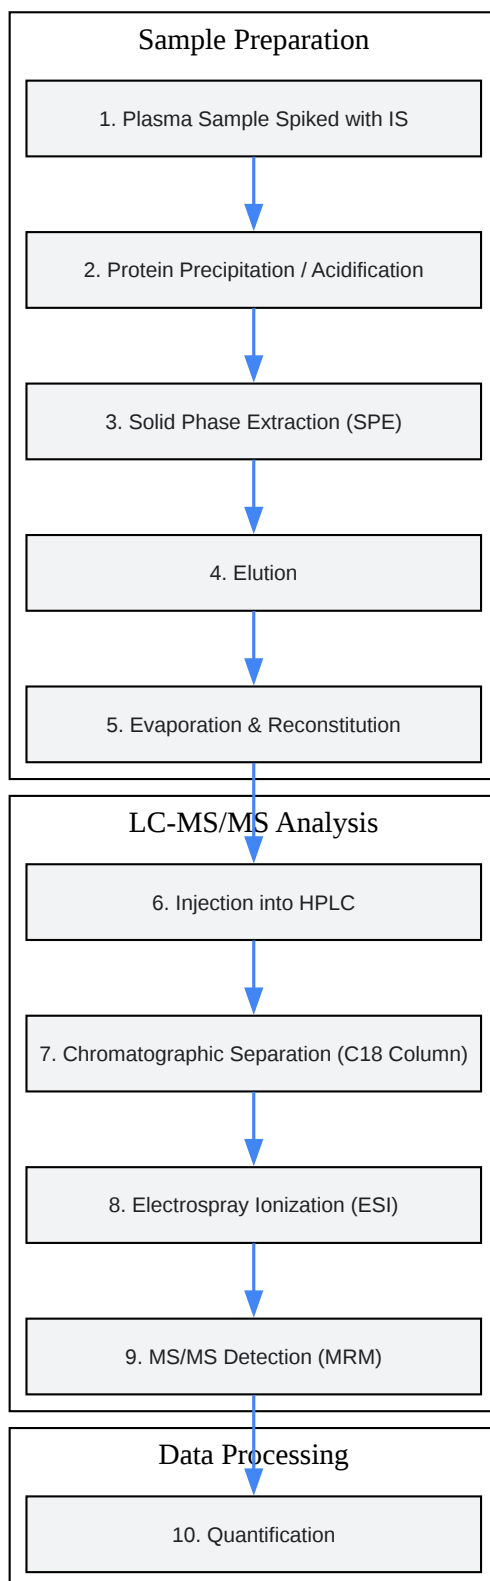 Sample Preparation
1. Plasma Sample Spiked with IS
2. Protein Precipitation / Acidification
3. Solid Phase Extraction (SPE)
4. Elution
5. Evaporation & Reconstitution
LC-MS/MS Analysis
6. Injection into HPLC
7. Chromatographic Separation (C18 Column)
8. Electrospray Ionization (ESI)
9. MS/MS Detection (MRM)
Data Processing
10. Quantification